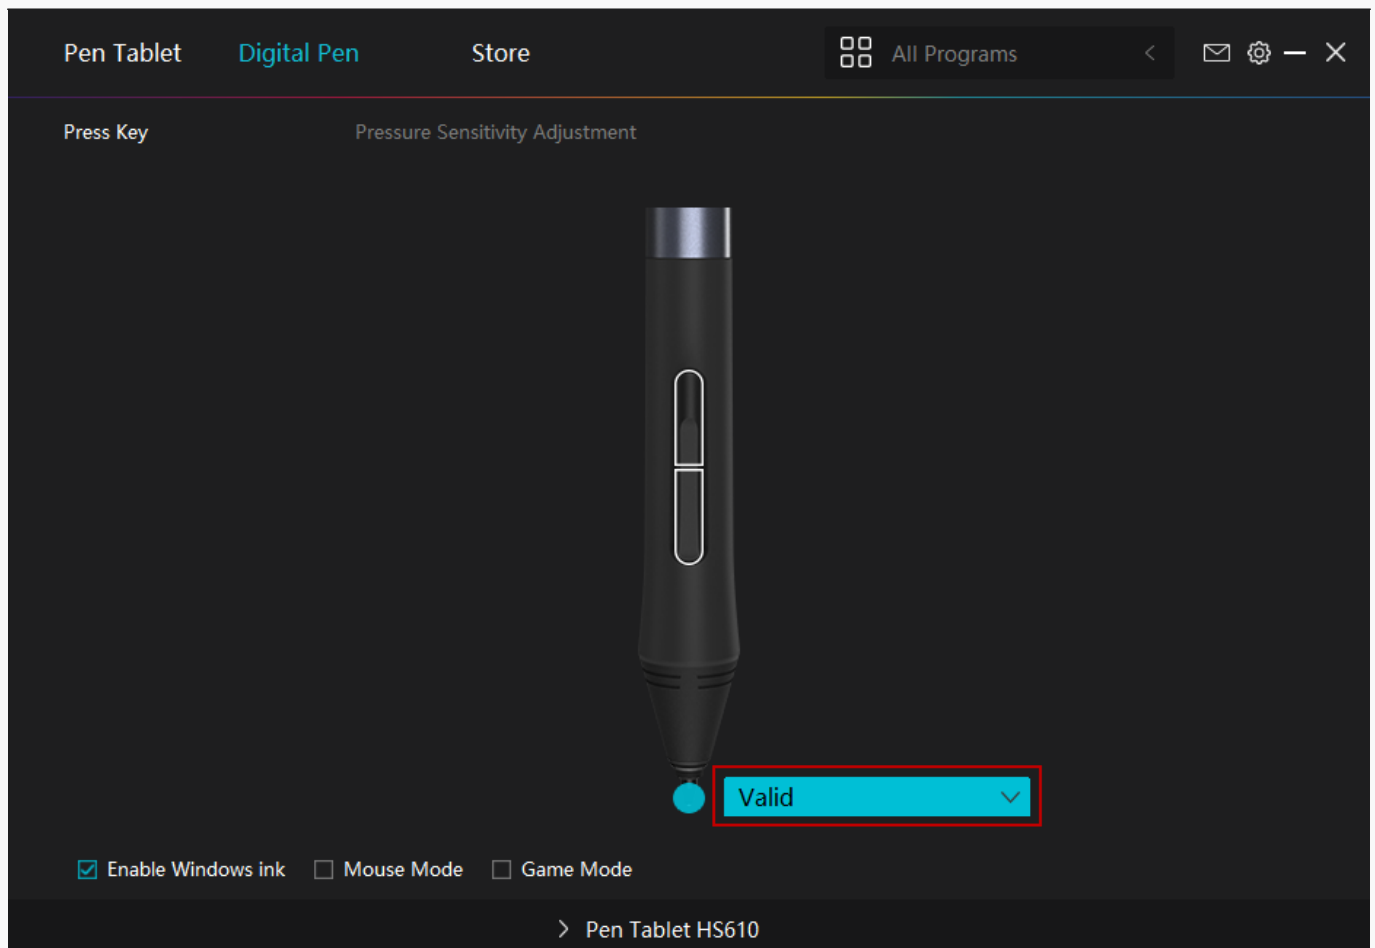 Pen Tablet Digital Pen Store All Programs
Press Key Pressure Sensitivity Adjustment
Valid
Enable Windows ink Mouse Mode Game Mode
Pen Tablet HS610